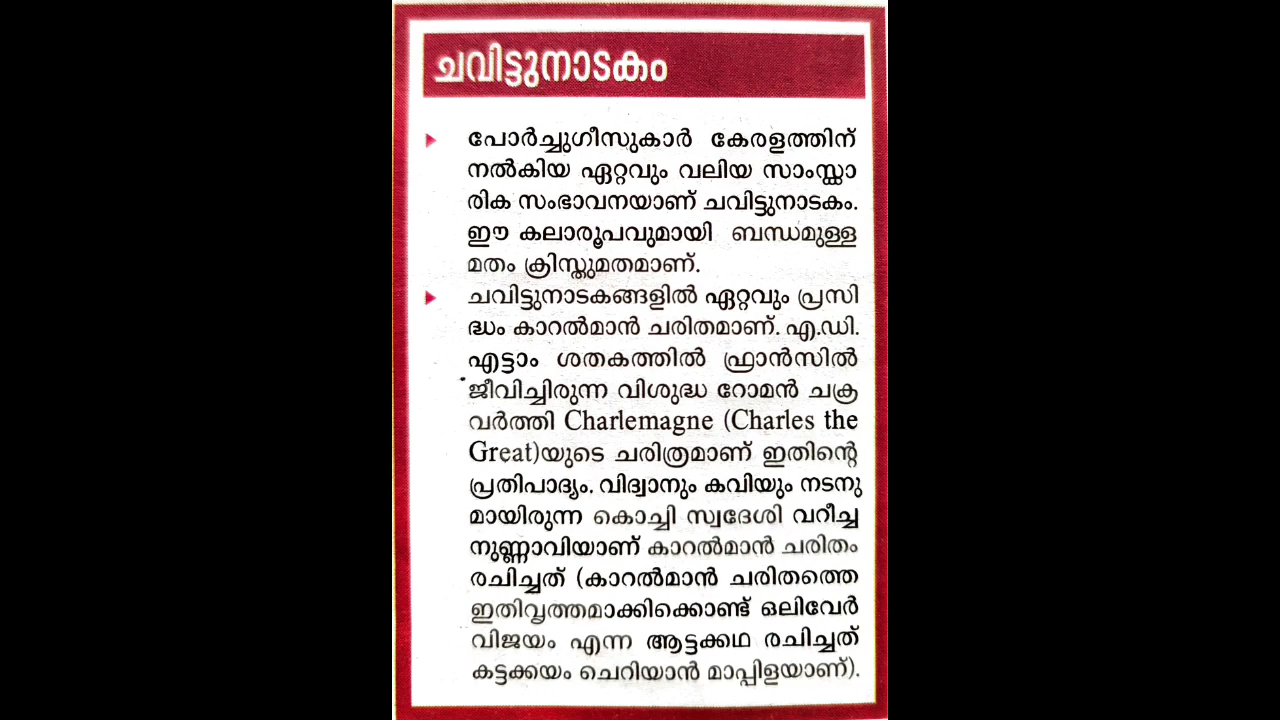 ചവിട്ടുനാടകം
പോർച്ചുഗീസുകാർ കേരളത്തിന്
നൽകിയ ഏറ്റവും വലിയ സാംസ്ക്കാ
രിക സംഭാവനയാണ് ചവിട്ടുനാടകം.
ഈ കലാരൂപവുമായി ബന്ധമുള്ള
മതം ക്രിസ്തുമതമാണ്.
ചവിട്ടുനാടകങ്ങളിൽ ഏറ്റവും പ്രസി
ദ്ധം കാറൽമാൻ ചരിതമാണ്. എ.ഡി.
എട്ടാം ശതകത്തിൽ ഫ്രാൻസിൽ
ജീവിച്ചിരുന്ന വിശുദ്ധ റോമൻ ചക്ര
വർത്തി Charlemagne (Charles the
Great)യുടെ ചരിത്രമാണ് ഇതിന്റെ
പ്രതിപാദ്യം. വിദ്വാനും കവിയും നടനു
മായിരുന്ന കൊച്ചി സ്വദേശി വറീച്ച
നുണ്ണാവിയാണ് കാറൽമാൻ ചരിതം
രചിച്ചത് (കാറൽമാൻ ചരിതത്തെ
ഇതിവൃത്തമാക്കിക്കൊണ്ട് ഒലിവേർ
വിജയം എന്ന ആട്ടക്കഥ രചിച്ചത്
കട്ടക്കയം ചെറിയാൻ മാപ്പിളയാണ്).